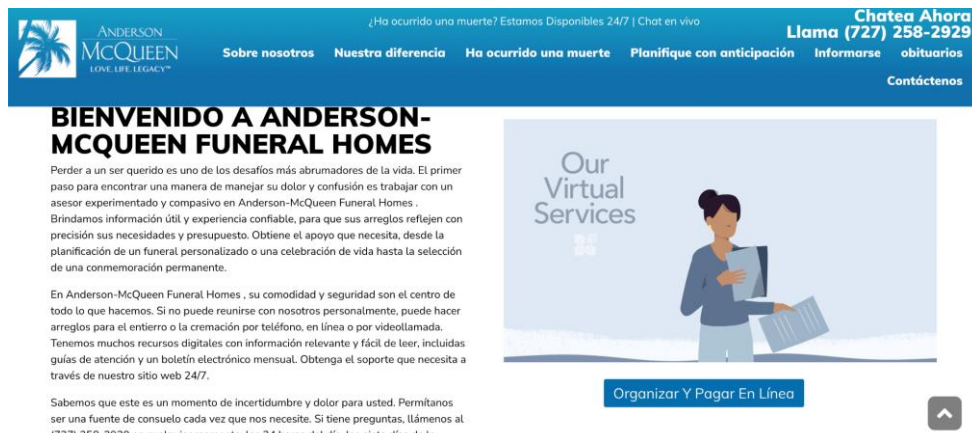 ¿Ha ocurrido una muerte? Estamos Disponibles 24/7 | Chat en vivo
Chatea Ahora
Llama (727) 258-2929
ANDERSON
MCQUEEN
LOVE. LIFE. LEGACY™
Sobre nosotros Nuestra diferencia Ha ocurrido una muerte Planifique con anticipación Informarse obituarios
Contáctenos
BIENVENIDO A ANDERSON-
MCQUEEN FUNERAL HOMES
Perder a un ser querido es uno de los desafíos más abrumadores de la vida. El primer
paso para encontrar una manera de manejar su dolor y confusión es trabajar con un
asesor experimentado y compasivo en Anderson-McQueen Funeral Homes .
Brindamos información útil y experiencia confiable, para que sus arreglos reflejen con
precisión sus necesidades y presupuesto. Obtiene el apoyo que necesita, desde la
planificación de un funeral personalizado o una celebración de vida hasta la selección
de una conmemoración permanente.
En Anderson-McQueen Funeral Homes , su comodidad y seguridad son el centro de
todo lo que hacemos. Si no puede reunirse con nosotros personalmente, puede hacer
arreglos para el entierro o la cremación por teléfono, en línea o por videollamada.
Tenemos muchos recursos digitales con información relevante y fácil de leer, incluidas
guías de atención y un boletín electrónico mensual. Obtenga el soporte que necesita a
través de nuestro sitio web 24/7.
Sabemos que este es un momento de incertidumbre y dolor para usted. Permítanos
ser una fuente de consuelo cada vez que nos necesite. Si tiene preguntas, llámenos al
Our
Virtual
Services
Organizar Y Pagar En Línea